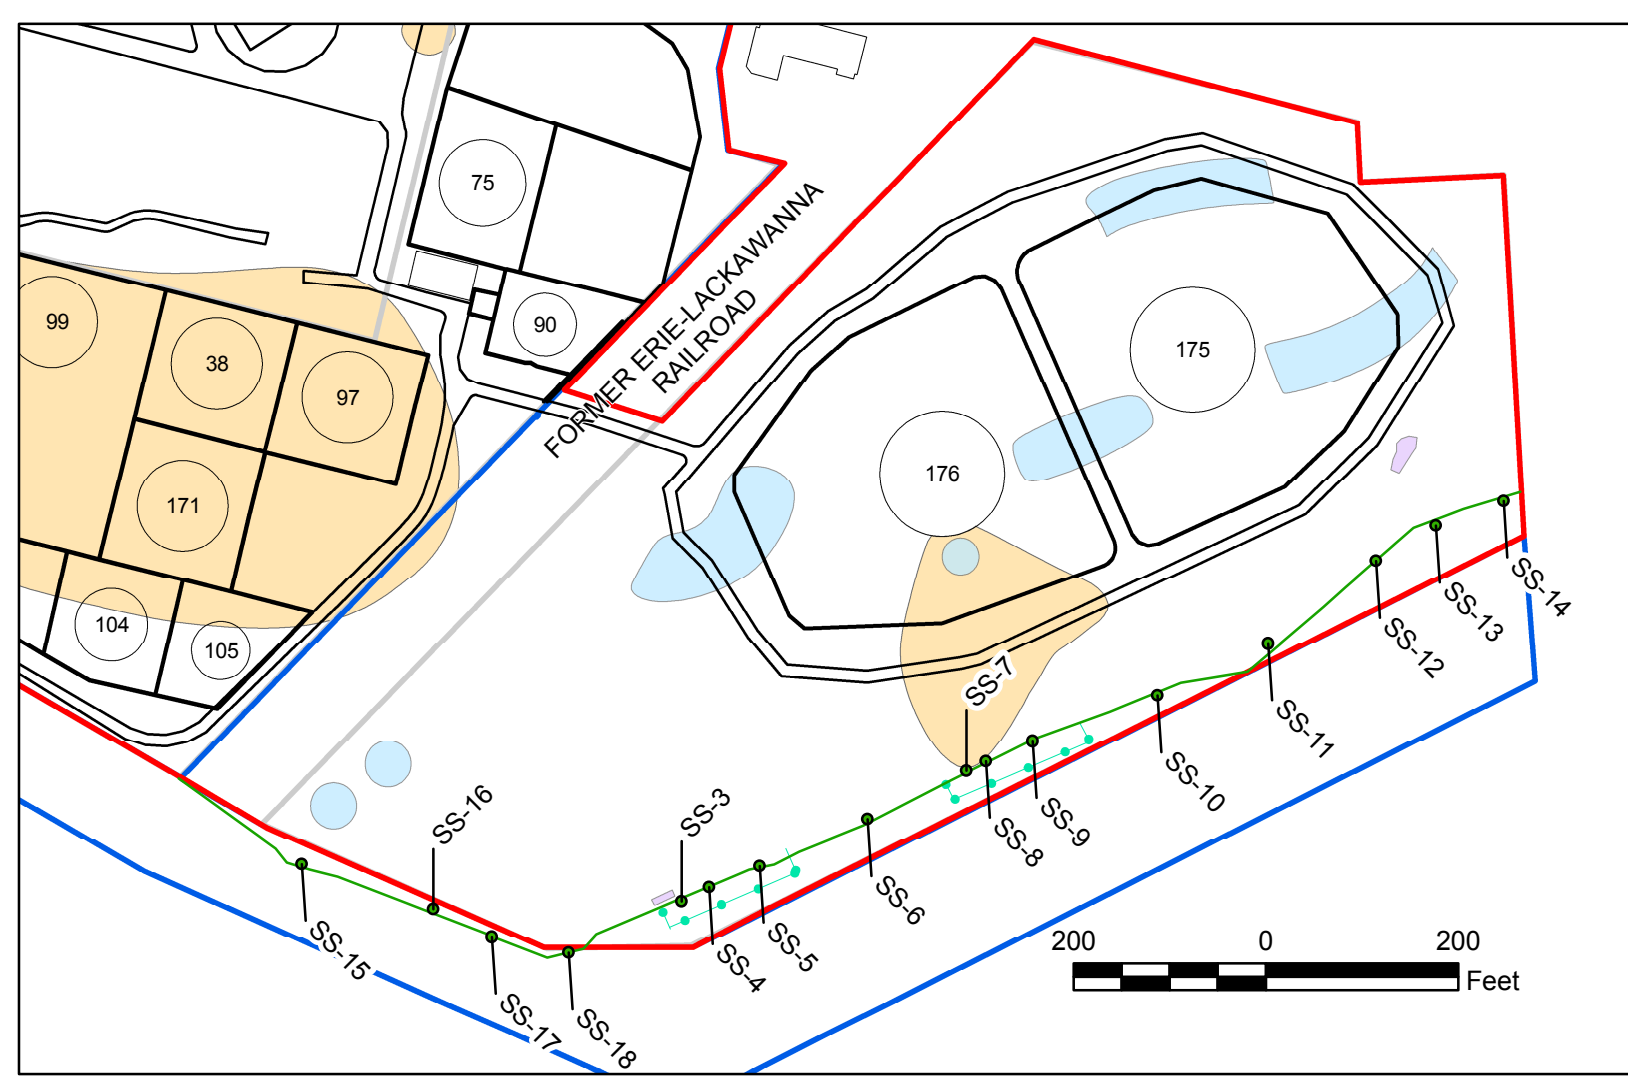 75
FORMER ERIE-LACKAWANNA
RAILROAD
99
90
38
97
175
176
171
104
105
SS-7
SS-14
SS-13
SS-12
SS-11
SS-10
SS-9
SS-8
SS-16
SS-3
SS-6
SS-5
SS-4
SS-15
SS-17
SS-18
200 0 200
Feet